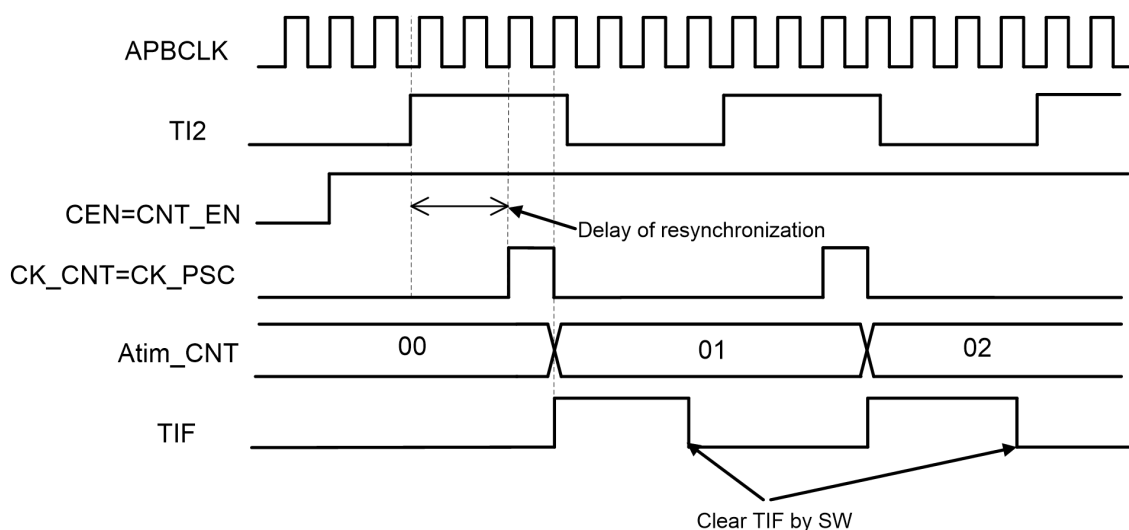 APBCLK
TI2
CEN=CNT_EN
Delay of resynchronization
CK_CNT=CK_PSC
Atim_CNT 00 01 02
TIF
Clear TIF by SW